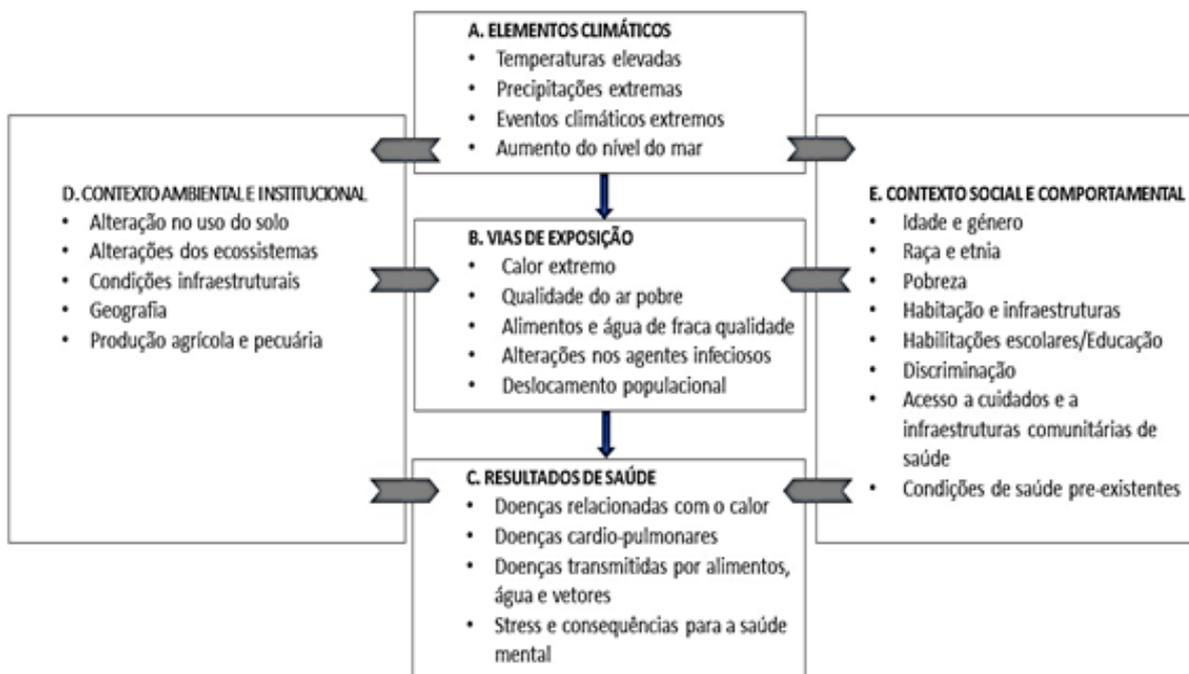 A. ELEMENTOS CLIMÁTICOS
• Temperaturas elevadas
• Precipitações extremas
• Eventos climáticos extremos
• Aumento do nível do mar
D. CONTEXTO AMBIENTAL E INSTITUCIONAL
• Alteração no uso do solo
• Alterações dos ecossistemas
• Condições infraestruturais
• Geografia
• Produção agrícola e pecuária
B. VIAS DE EXPOSIÇÃO
• Calor extremo
• Qualidade do ar pobre
• Alimentos e água de fraca qualidade
• Alterações nos agentes infeciosos
• Deslocamento populacional
E. CONTEXTO SOCIAL E COMPORTAMENTAL
• Idade e género
• Raça e etnia
• Pobreza
• Habitação e infraestruturas
• Habilitações escolares/Educação
• Discriminação
• Acesso a cuidados e a
infraestruturas comunitárias de
saúde
• Condições de saúde pre-existentes
C. RESULTADOS DE SAÚDE
• Doenças relacionadas com o calor
• Doenças cardio-pulmonares
• Doenças transmitidas por alimentos,
água e vetores
• Stress e consequências para a saúde
mental